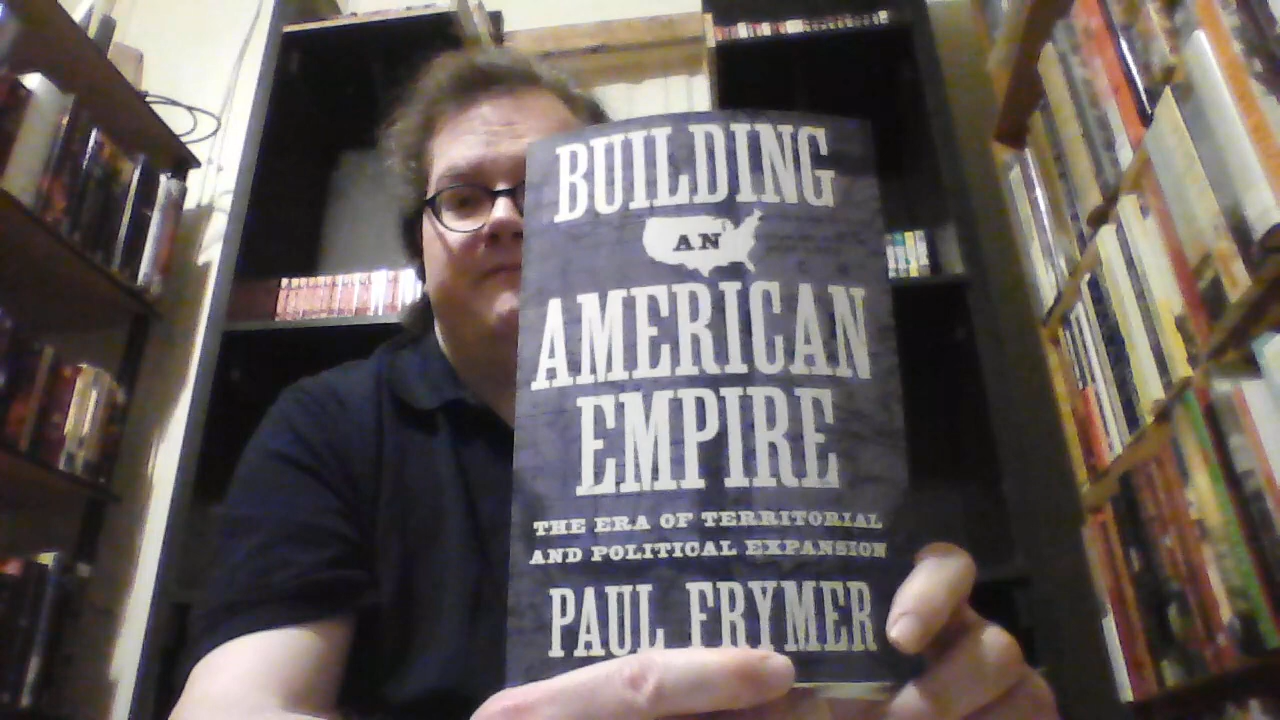 BUILDING
AN
AMERICAN
EMPIRE
THE ERA OF TERRITORIAL
AND POLITICAL EXPANSION
PAUL FRYMER